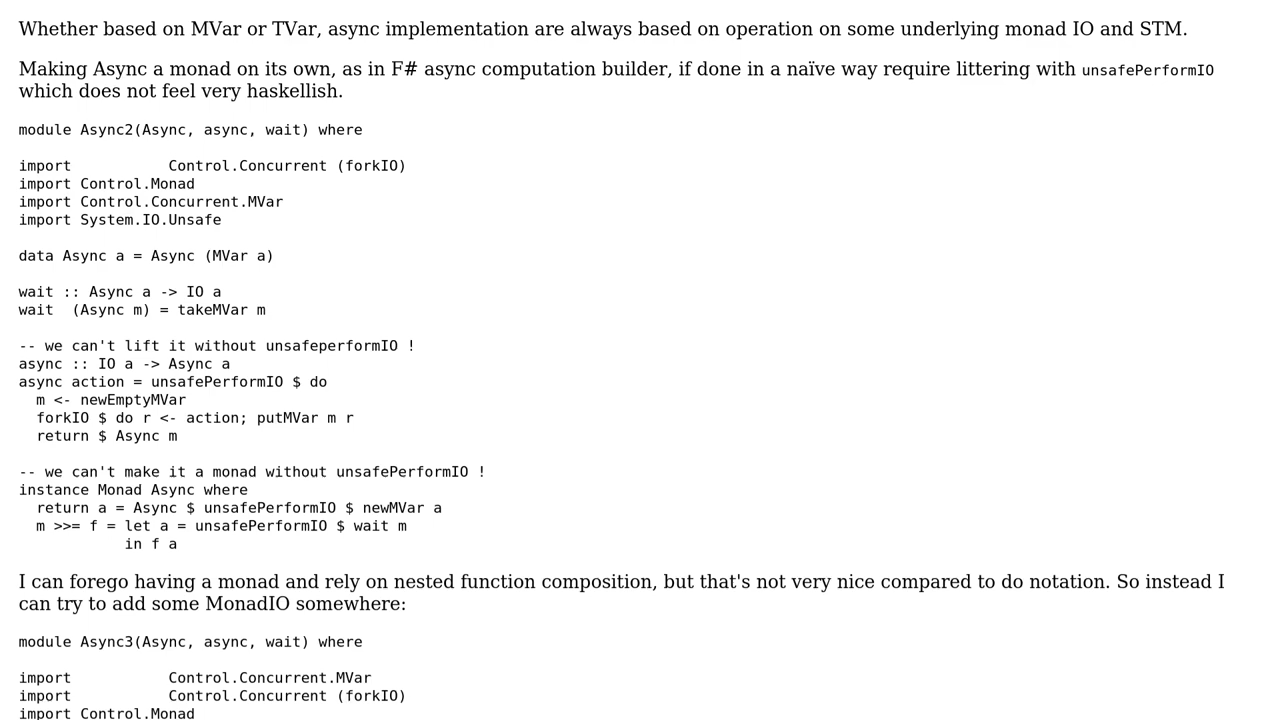 Whether based on MVar or TVar, async implementation are always based on operation on some underlying monad IO and STM.
Making Async a monad on its own, as in F# async computation builder, if done in a naïve way require littering with unsafePerformIO
which does not feel very haskellish.
module Async2(Async, async, wait) where
import           Control.Concurrent (forkIO)
import Control.Monad
import Control.Concurrent.MVar
import System.IO.Unsafe
data Async a = Async (MVar a)
wait :: Async a -> IO a
wait  (Async m) = takeMVar m
-- we can't lift it without unsafeperformIO !
async :: IO a -> Async a
async action = unsafePerformIO $ do
  m <- newEmptyMVar
  forkIO $ do r <- action; putMVar m r
  return $ Async m
-- we can't make it a monad without unsafePerformIO !
instance Monad Async where
  return a = Async $ unsafePerformIO $ newMVar a
  m >>= f = let a = unsafePerformIO $ wait m
            in f a
I can forego having a monad and rely on nested function composition, but that's not very nice compared to do notation. So instead I
can try to add some MonadIO somewhere:
module Async3(Async, async, wait) where
import           Control.Concurrent.MVar
import           Control.Concurrent (forkIO)
import Control.Monad